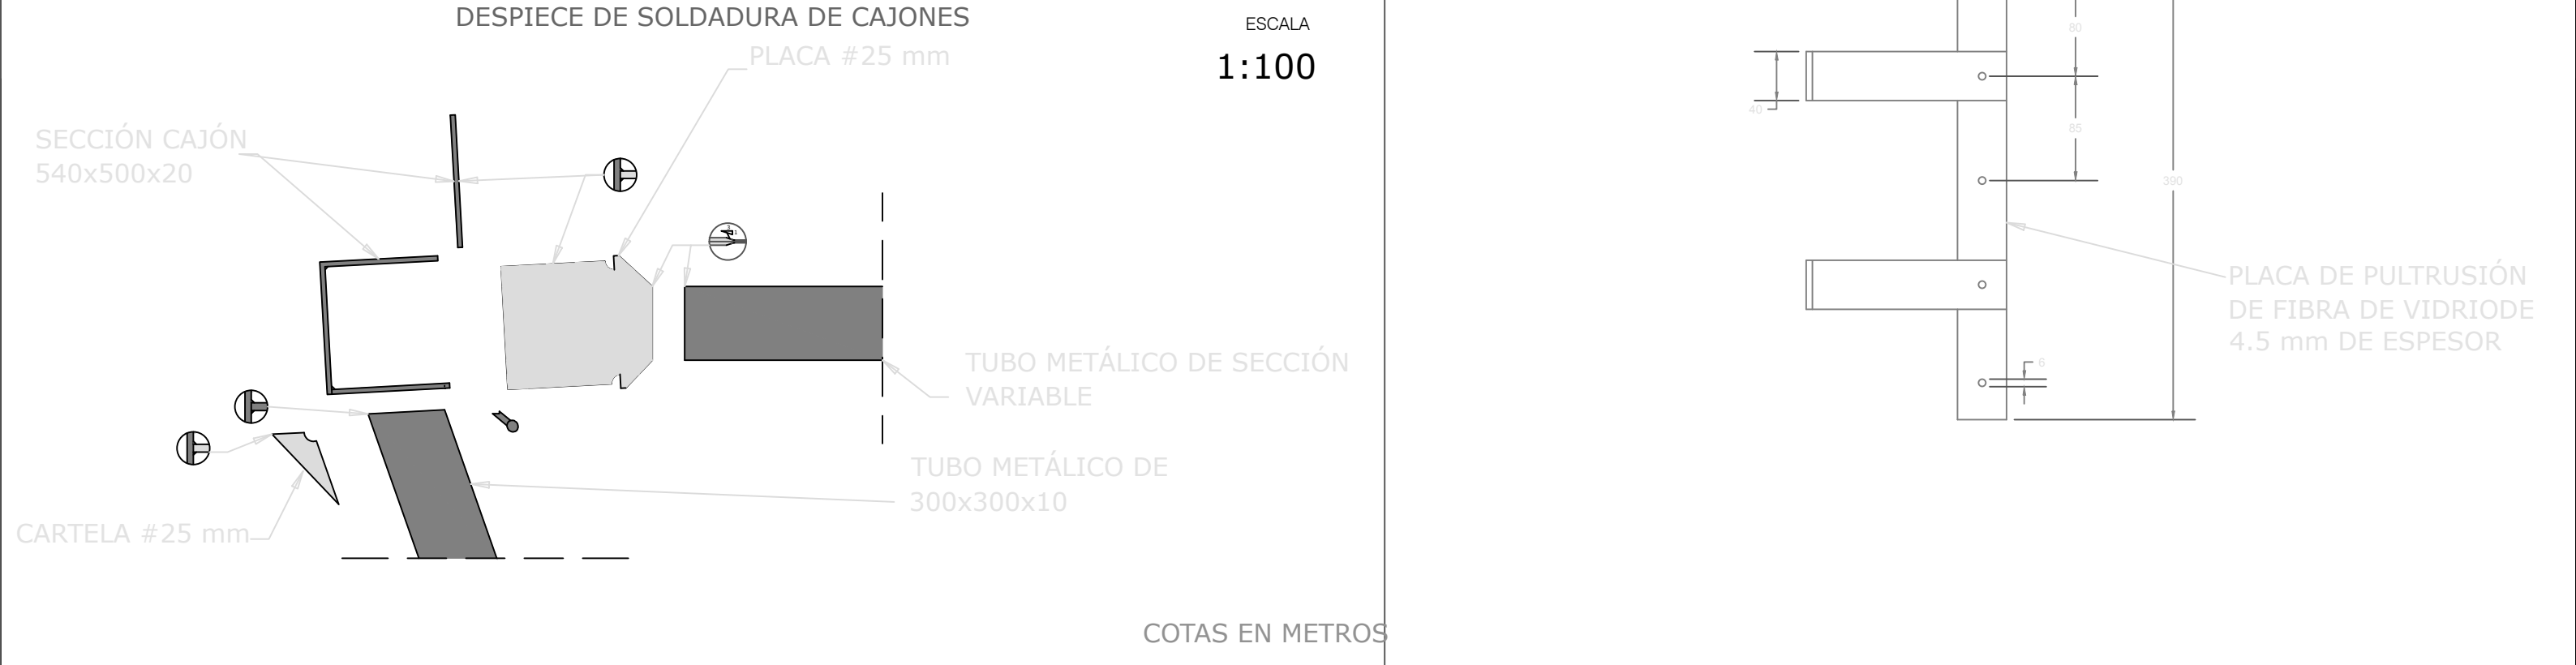 DESPIECE DE SOLDADURA DE CAJONES
ESCALA
1:100
PLACA #25 mm
SECCIÓN CAJÓN
540x500x20
TUBO METÁLICO DE SECCIÓN
VARIABLE
TUBO METÁLICO DE
300x300x10
CARTELA #25 mm
COTAS EN METROS
80
40
85
390
PLACA DE PULTRUSIÓN
DE FIBRA DE VIDRIODE
4.5 mm DE ESPESOR
6